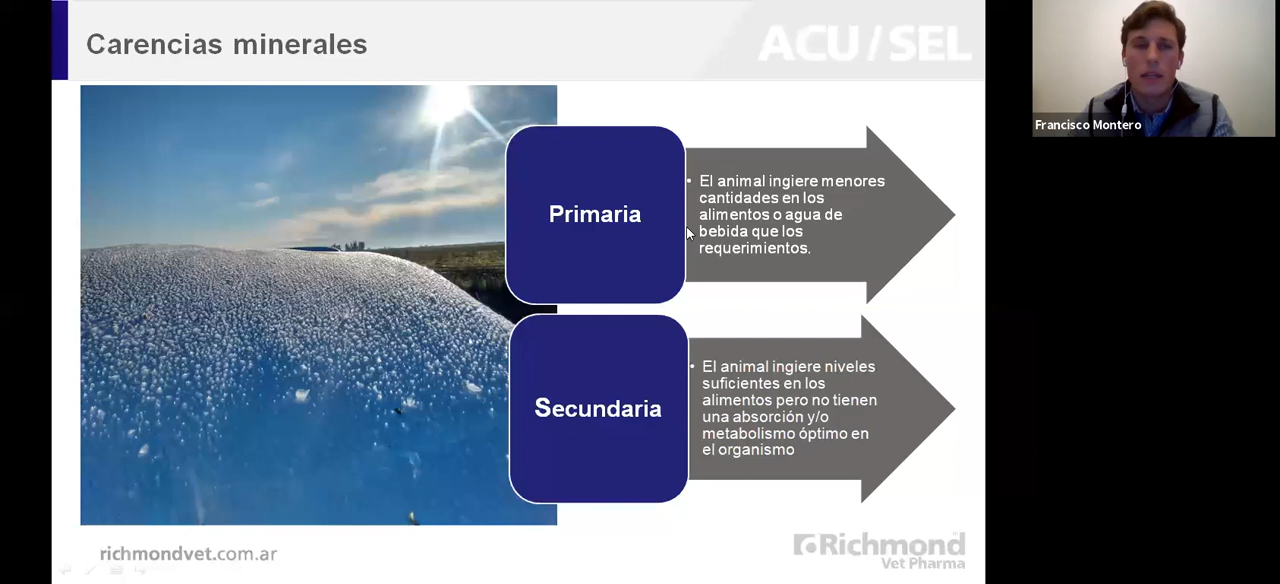 Carencias minerales
ACU/SEL
Francisco Montero
Primaria
• El animal ingiere menores
cantidades en los
alimentos o agua de
bebida que los
requerimientos.
Secundaria
• El animal ingiere niveles
suficientes en los
alimentos pero no tienen
una absorción y/o
metabolismo óptimo en
el organismo
richmondvet.com.ar
Richmond
Vet Pharma